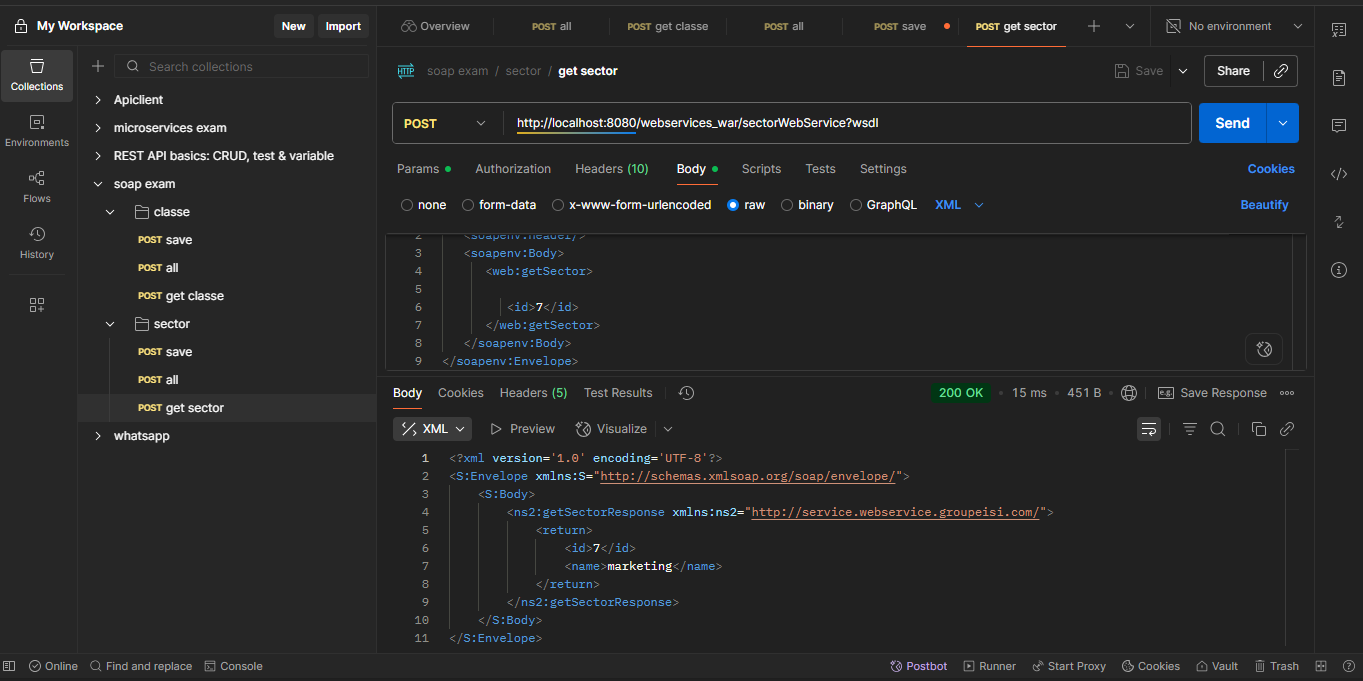 My Workspace
New
Import
Overview
POST all
POST get classe
POST all
POST save
POST get sector
No environment
Collections
Environments
Flows
History
Search collections
Apiclient
microservices exam
REST API basics: CRUD, test & variable
soap exam
classe
POST save
POST all
POST get classe
sector
POST save
POST all
POST get sector
whatsapp
HTTP
soap exam / sector / get sector
Save
Share
POST
http://localhost:8080/webservices_war/sectorWebService?wsdl
Send
Params
Authorization
Headers (10)
Body
Scripts
Tests
Settings
Cookies
none
form-data
x-www-form-urlencoded
raw
binary
GraphQL
XML
Beautify
2 <soapenv:Header/>
3 <soapenv:Body>
4 <web:getSector>
5
6 <id>7</id>
7 </web:getSector>
8 </soapenv:Body>
9 </soapenv:Envelope>
Body
Cookies
Headers (5)
Test Results
200 OK
15 ms
451 B
e.g.
Save Response
XML
Preview
Visualize
1 <?xml version='1.0' encoding='UTF-8'?>
2 <S:Envelope xmlns:S="http://schemas.xmlsoap.org/soap/envelope/">
3 <S:Body>
4 <ns2:getSectorResponse xmlns:ns2="http://service.webservice.groupeisi.com/">
5 <return>
6 <id>7</id>
7 <name>marketing</name>
8 </return>
9 </ns2:getSectorResponse>
10 </S:Body>
11 </S:Envelope>
Online
Find and replace
Console
Postbot
Runner
Start Proxy
Cookies
Vault
Trash